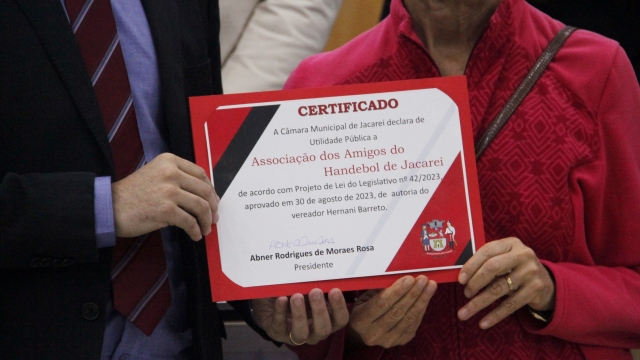 CERTIFICADO
A Câmara Municipal de Jacareí declara de
Utilidade Pública a
Associação dos Amigos do
Handebol de Jacareí
de acordo com Projeto de Lei do Legislativo nº 42/2023,
aprovado em 30 de agosto de 2023, de autoria do
vereador Hernani Barreto.
Abner Rodrigues de Moraes Rosa
Presidente